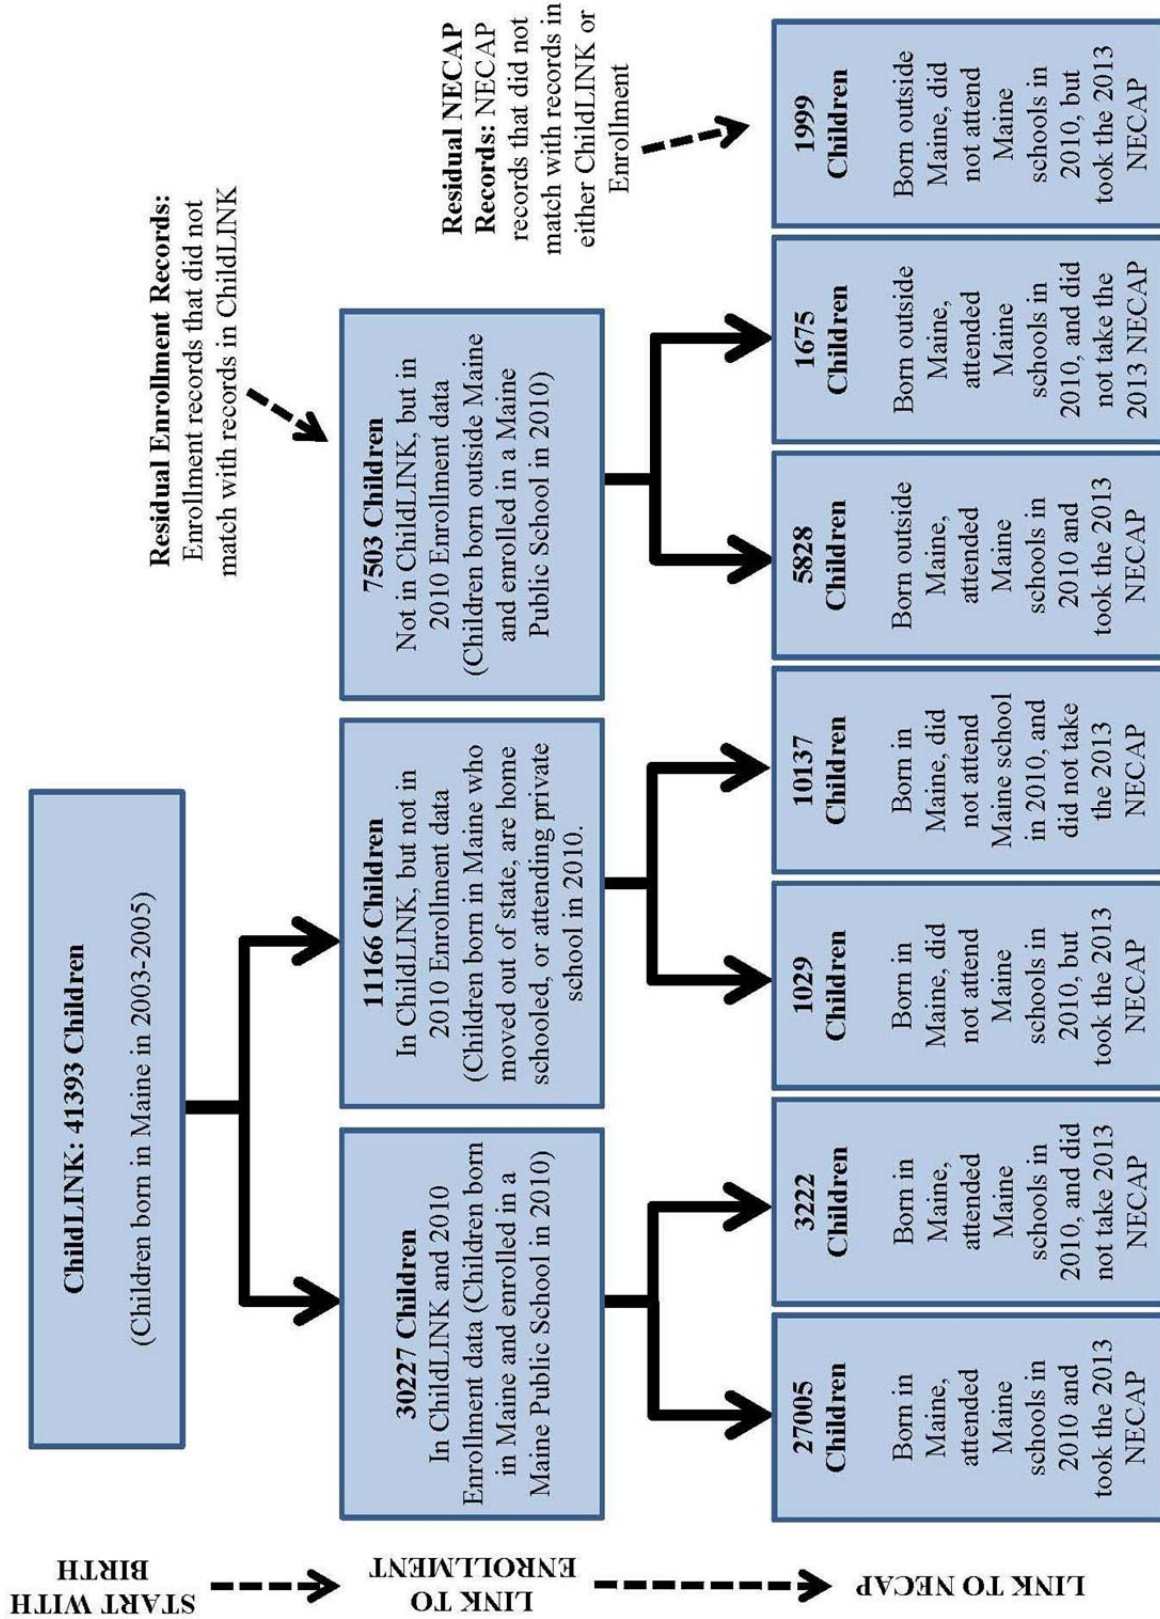 START WITH
BIRTH
ChildLINK: 41393 Children
(Children born in Maine in 2003-2005)
Residual Enrollment Records:
Enrollment records that did not
match with records in ChildLINK
LINK TO
ENROLLMENT
30227 Children
In ChildLINK and 2010
Enrollment data (Children born
in Maine and enrolled in a
Maine Public School in 2010)
11166 Children
In ChildLINK, but not in
2010 Enrollment data
(Children born in Maine who
moved out of state, are home
schooled, or attending private
school in 2010.
7503 Children
Not in ChildLINK, but in
2010 Enrollment data
(Children born outside Maine
and enrolled in a Maine
Public School in 2010)
Residual NECAP
Records: NECAP
records that did not
match with records in
either ChildLINK or
Enrollment
LINK TO NECAP
27005
Children
Born in
Maine,
attended
Maine
schools in
2010 and
took the 2013
NECAP
3222
Children
Born in
Maine,
attended
Maine
schools in
2010, and did
not take 2013
NECAP
1029
Children
Born in
Maine, did
not attend
Maine
schools in
2010, but
took the 2013
NECAP
10137
Children
Born in
Maine, did
not attend
Maine school
in 2010, and
did not take
the 2013
NECAP
5828
Children
Born outside
Maine,
attended
Maine
schools in
2010 and
took the 2013
NECAP
1675
Children
Born outside
Maine,
attended
Maine
schools in
2010, and did
not take the
2013 NECAP
1999
Children
Born outside
Maine, did
not attend
Maine
schools in
2010, but
took the 2013
NECAP